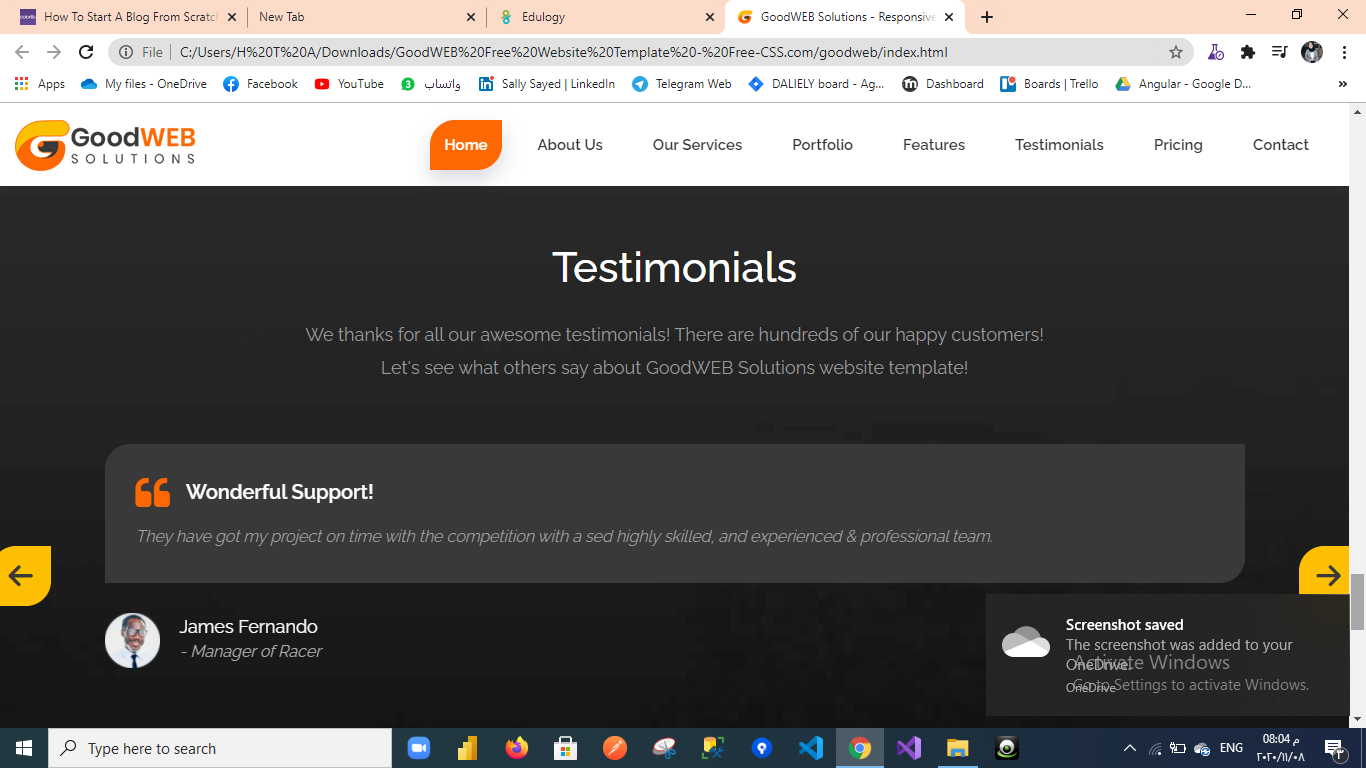 How To Start A Blog From Scratch
New Tab
Edulogy
GoodWEB Solutions - Responsive
File
C:/Users/H%20T%20A/Downloads/GoodWEB%20Free%20Website%20Template%20-%20Free-CSS.com/goodweb/index.html
Apps
My files - OneDrive
Facebook
YouTube
3
واتساب
Sally Sayed | LinkedIn
Telegram Web
DALIELY board - Ag...
Dashboard
Boards | Trello
Angular - Google D...
GoodWEB
SOLUTIONS
Home
About Us
Our Services
Portfolio
Features
Testimonials
Pricing
Contact
Testimonials
We thanks for all our awesome testimonials! There are hundreds of our happy customers!
Let's see what others say about GoodWEB Solutions website template!
Wonderful Support!
They have got my project on time with the competition with a sed highly skilled, and experienced & professional team.
James Fernando
- Manager of Racer
Screenshot saved
The screenshot was added to your
OneDrive.
OneDrive
Activate Windows
Go to Settings to activate Windows.
Type here to search
ENG
08:04 م
٢٠٢٠/١١/٠٨
٣